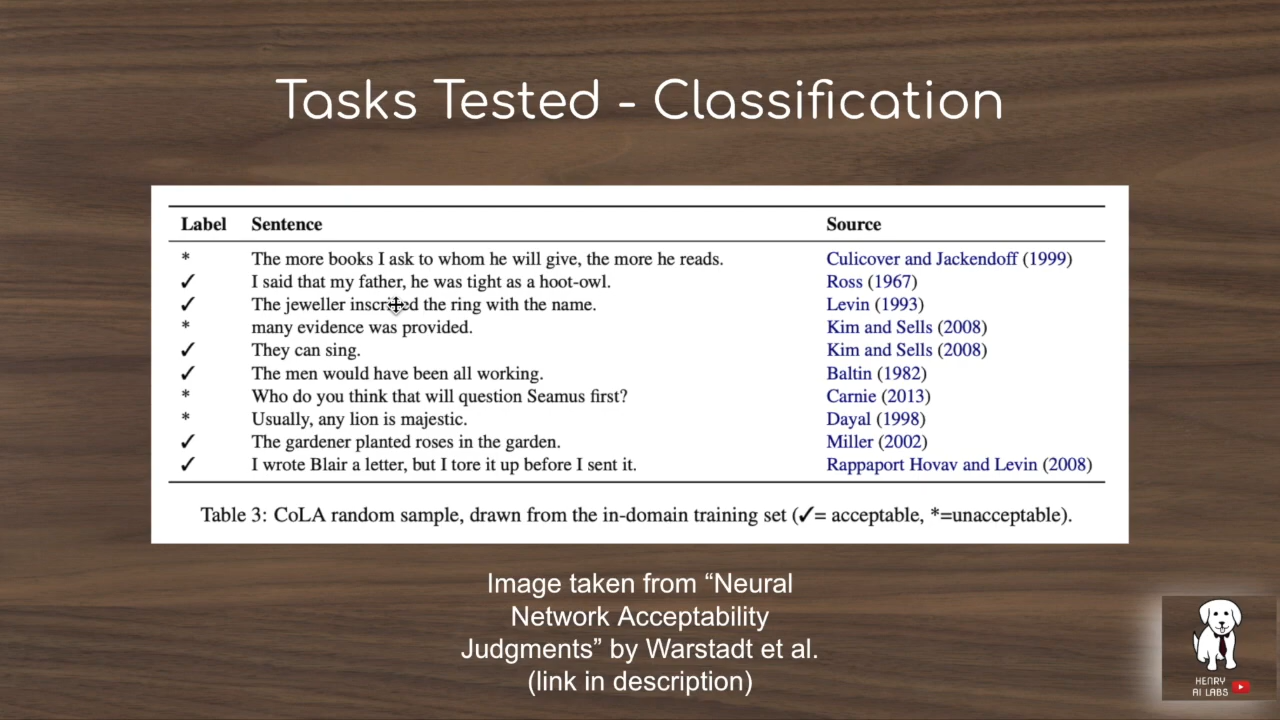 Tasks Tested - Classification
Label Sentence Source
* The more books I ask to whom he will give, the more he reads. Culicover and Jackendoff (1999)
✓ I said that my father, he was tight as a hoot-owl. Ross (1967)
✓ The jeweller inscribed the ring with the name. Levin (1993)
* many evidence was provided. Kim and Sells (2008)
✓ They can sing. Kim and Sells (2008)
✓ The men would have been all working. Baltin (1982)
* Who do you think that will question Seamus first? Carnie (2013)
* Usually, any lion is majestic. Dayal (1998)
✓ The gardener planted roses in the garden. Miller (2002)
✓ I wrote Blair a letter, but I tore it up before I sent it. Rappaport Hovav and Levin (2008)
Table 3: CoLA random sample, drawn from the in-domain training set (✓= acceptable, *=unacceptable).
Image taken from “Neural
Network Acceptability
Judgments” by Warstadt et al.
(link in description)
HENRY
AI LABS